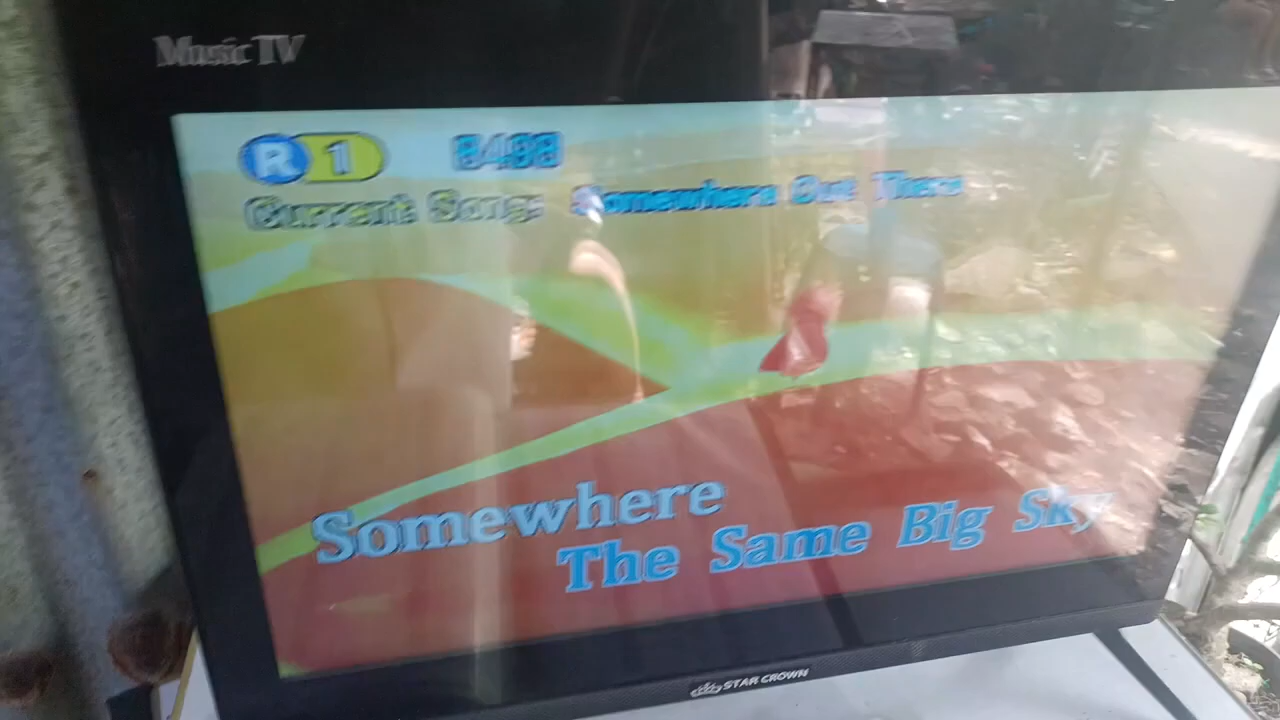 Music TV
R 1 8498
Current Song: Somewhere Out There
Somewhere
The Same Big Sky
STAR CROWN